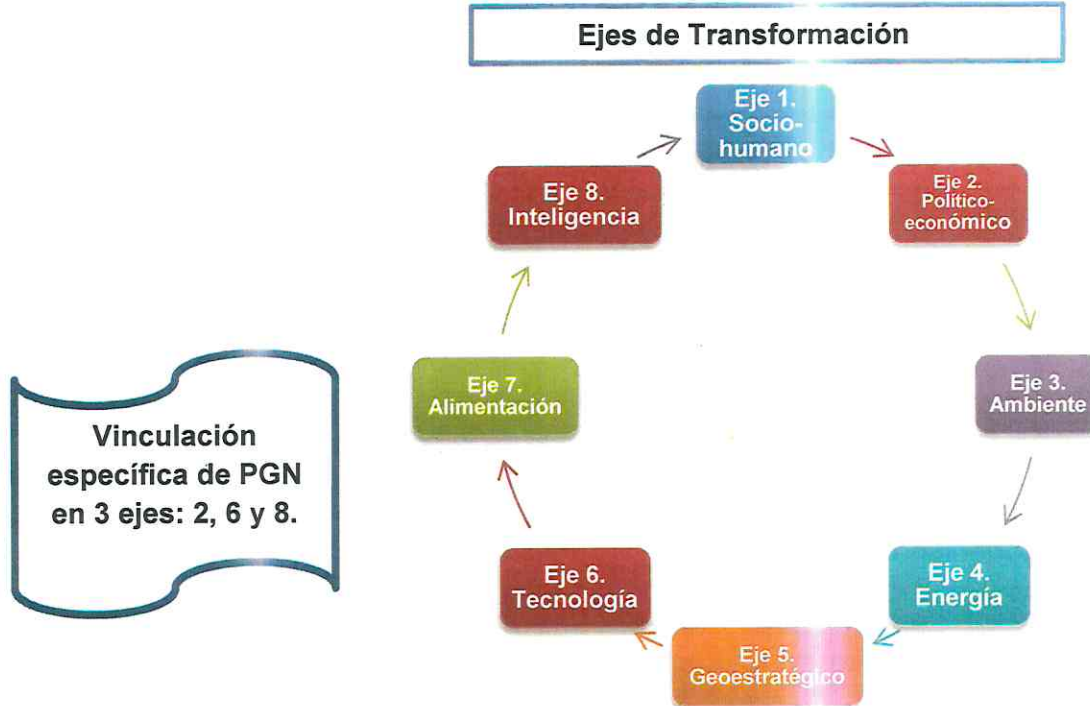 Ejes de Transformación
Eje 1.
Socio-
humano
Eje 2.
Político-
económico
Eje 3.
Ambiente
Eje 4.
Energía
Eje 5.
Geoestratégico
Eje 6.
Tecnología
Eje 7.
Alimentación
Eje 8.
Inteligencia
Vinculación
específica de PGN
en 3 ejes: 2, 6 y 8.